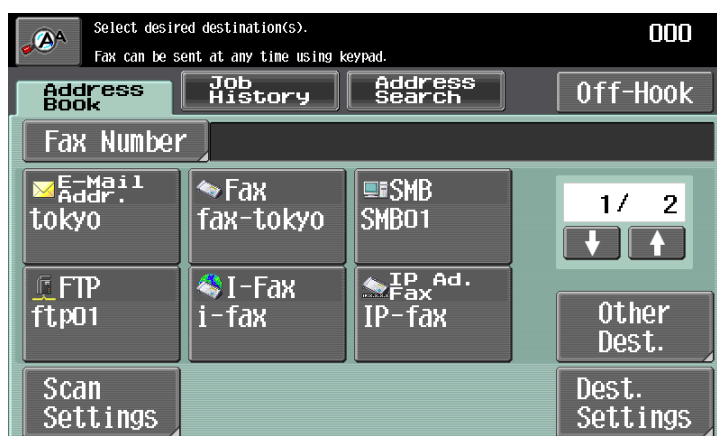 Select desired destination(s).
000
Fax can be sent at any time using keypad.
Address
Book
Job
History
Address
Search
Off-Hook
Fax Number
E-Mail
Addr.
tokyo
Fax
fax-tokyo
SMB
SMB01
1/ 2
FTP
ftp01
I-Fax
i-fax
IP Ad.
Fax
IP-fax
Other
Dest.
Scan
Settings
Dest.
Settings